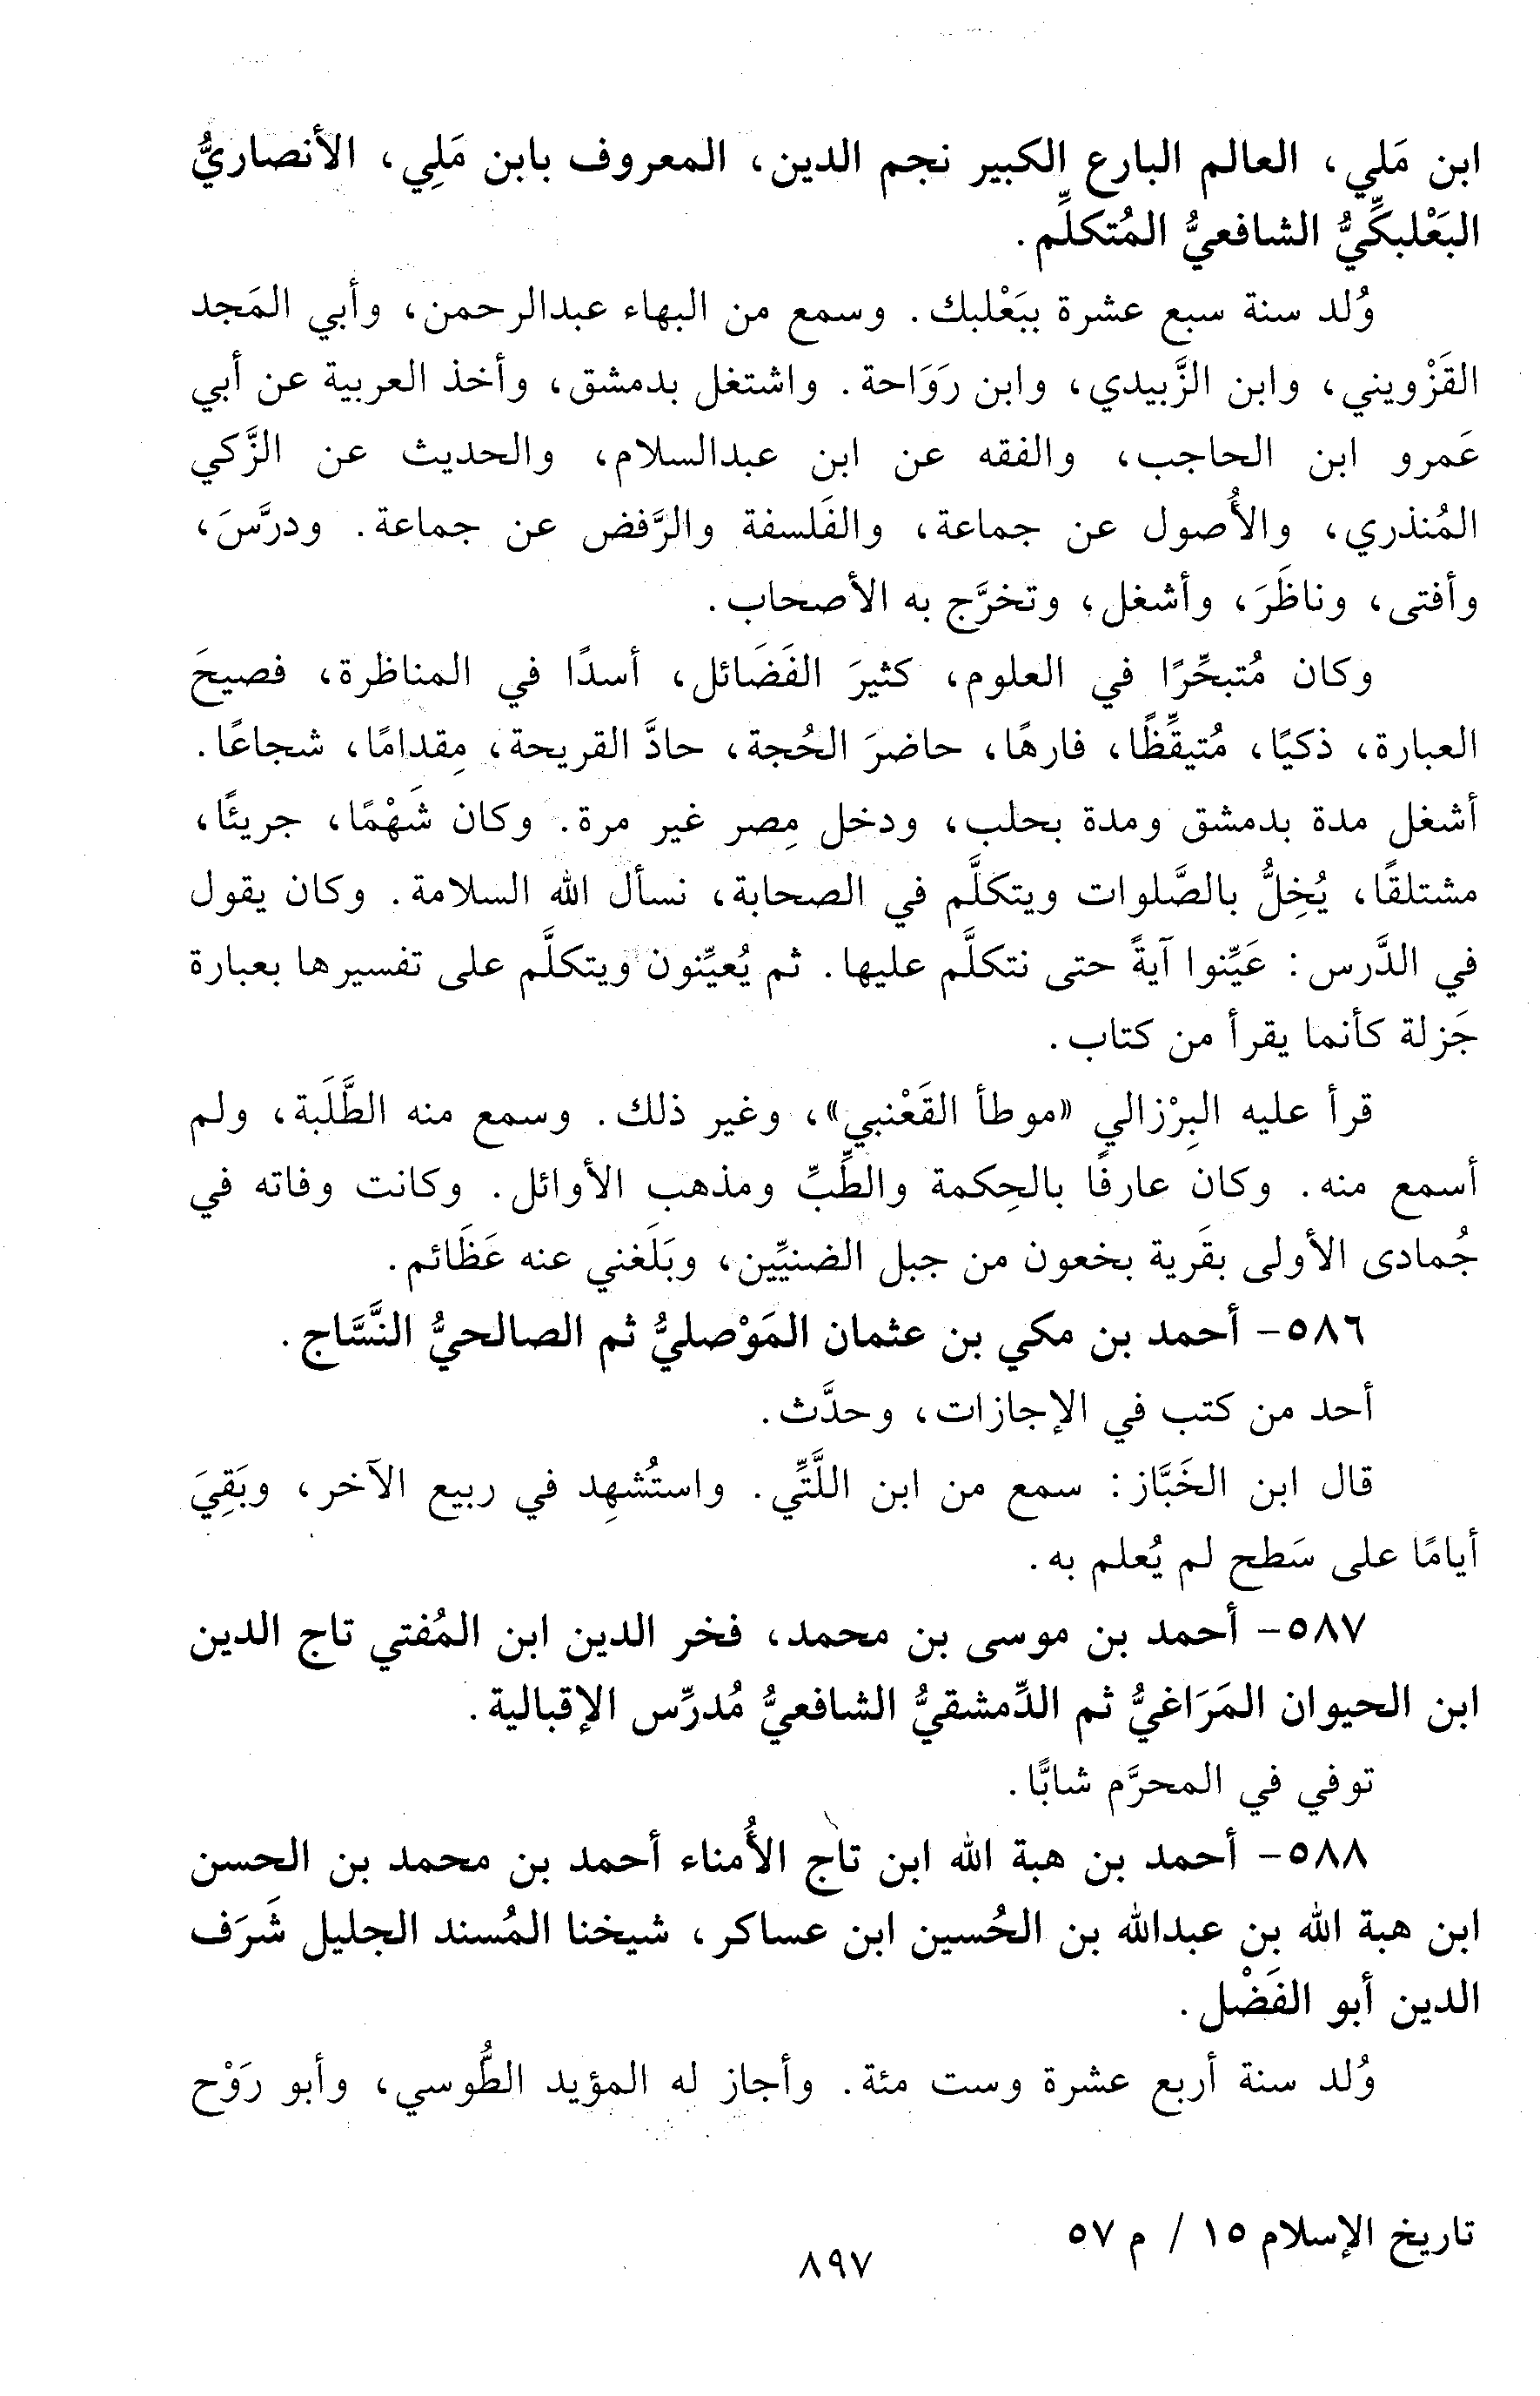 ابن مَلي، العالم البارع الكبير نجم الدين، المعروف بابن مَلِي، الأنصاريُّ
البَعْلبكِّيُّ الشافعيُّ المُتكلِّم.
وُلد سنة سبع عشرة ببَعْلبك. وسمع من البهاء عبدالرحمن، وأبي المَجد
القَزْويني، وابن الزَّبيدي، وابن رَوَاحة. واشتغل بدمشق، وأخذ العربية عن أبي
عَمرو ابن الحاجب، والفقه عن ابن عبدالسلام، والحديث عن الزَّكي
المُنذري، والأُصول عن جماعة، والفَلسفة والرَّفض عن جماعة. ودرَّسَ،
وأفتى، وناظَرَ، وأشغل، وتخرَّج به الأصحاب.
وكان مُتبحِّرًا في العلوم، كثيرَ الفَضَائل، أسدًا في المناظرة، فصيحَ
العبارة، ذكيًا، مُتيقِّظًا، فارهًا، حاضرَ الحُجة، حادَّ القريحة، مِقدامًا، شجاعًا.
أشغل مدة بدمشق ومدة بحلب، ودخل مِصر غير مرة. وكان شَهْمًا، جريئًا،
مشتلقًا، يُخِلُّ بالصَّلوات ويتكلَّم في الصحابة، نسأل الله السلامة. وكان يقول
في الدَّرس: عَيِّنوا آيةً حتى نتكلَّم عليها. ثم يُعيِّنون ويتكلَّم على تفسيرها بعبارة
جَزلة كأنما يقرأ من كتاب.
قرأ عليه البِرْزالي «موطأ القَعْنبي»، وغير ذلك. وسمع منه الطَّلَبة، ولم
أسمع منه. وكان عارفًا بالحِكمة والطِّبِّ ومذهب الأوائل. وكانت وفاته في
جُمادى الأولى بقَرية بخعون من جبل الضنيِّين، وبَلَغني عنه عَظَائم.
٥٨٦- أحمد بن مكي بن عثمان المَوْصليُّ ثم الصالحيُّ النَّسَّاج.
أحد من كتب في الإجازات، وحدَّث.
قال ابن الخَبَّاز: سمع من ابن اللَّتِّي. واستُشهِد في ربيع الآخر، وبَقِيَ
أيامًا على سَطح لم يُعلم به.
٥٨٧- أحمد بن موسى بن محمد، فخر الدين ابن المُفتي تاج الدين
ابن الحيوان المَرَاغيُّ ثم الدِّمشقيُّ الشافعيُّ مُدرِّس الإقبالية.
توفي في المحرَّم شابًّا.
٥٨٨- أحمد بن هبة الله ابن تاج الأُمناء أحمد بن محمد بن الحسن
ابن هبة الله بن عبدالله بن الحُسين ابن عساكر، شيخنا المُسند الجليل شَرَف
الدين أبو الفَضْل.
وُلد سنة أربع عشرة وست مئة. وأجاز له المؤيد الطُّوسي، وأبو رَوْح
تاريخ الإسلام ١٥ / م ٥٧
٨٩٧